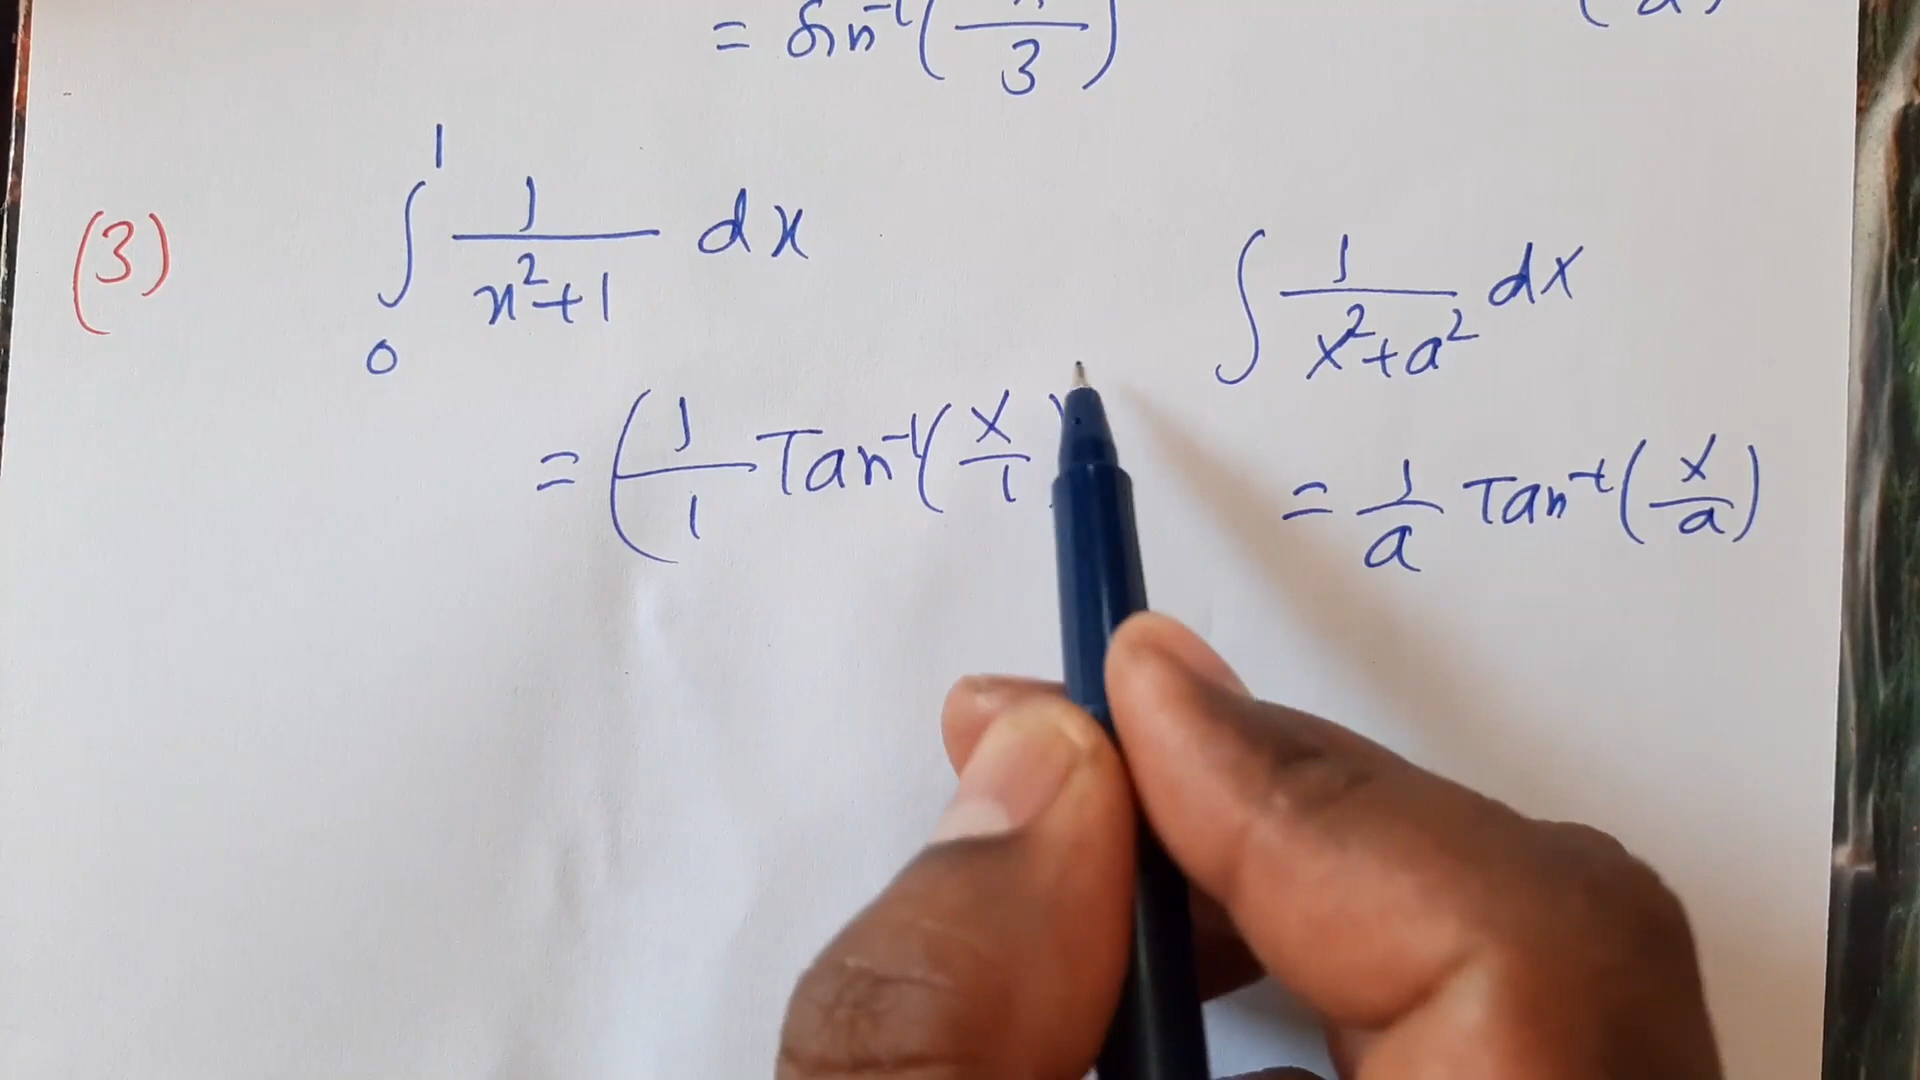 = sin⁻¹(x/3)
(a)
(3) ∫₀¹ 1/(x²+1) dx
∫ 1/(x²+a²) dx
= (1/1 Tan⁻¹(x/1)
= 1/a Tan⁻¹(x/a)